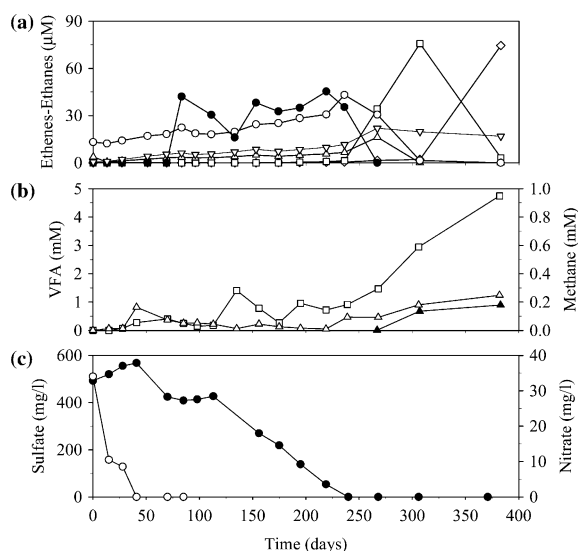 (a)
Ethenes-Ethanes (µM)
90
60
30
0
(b)
VFA (mM)
5
4
3
2
1
0
1.0
0.8
0.6
0.4
0.2
0.0
Methane (mM)
(c)
Sulfate (mg/l)
600
400
200
0
40
30
20
10
0
Nitrate (mg/l)
0 50 100 150 200 250 300 350 400
Time (days)